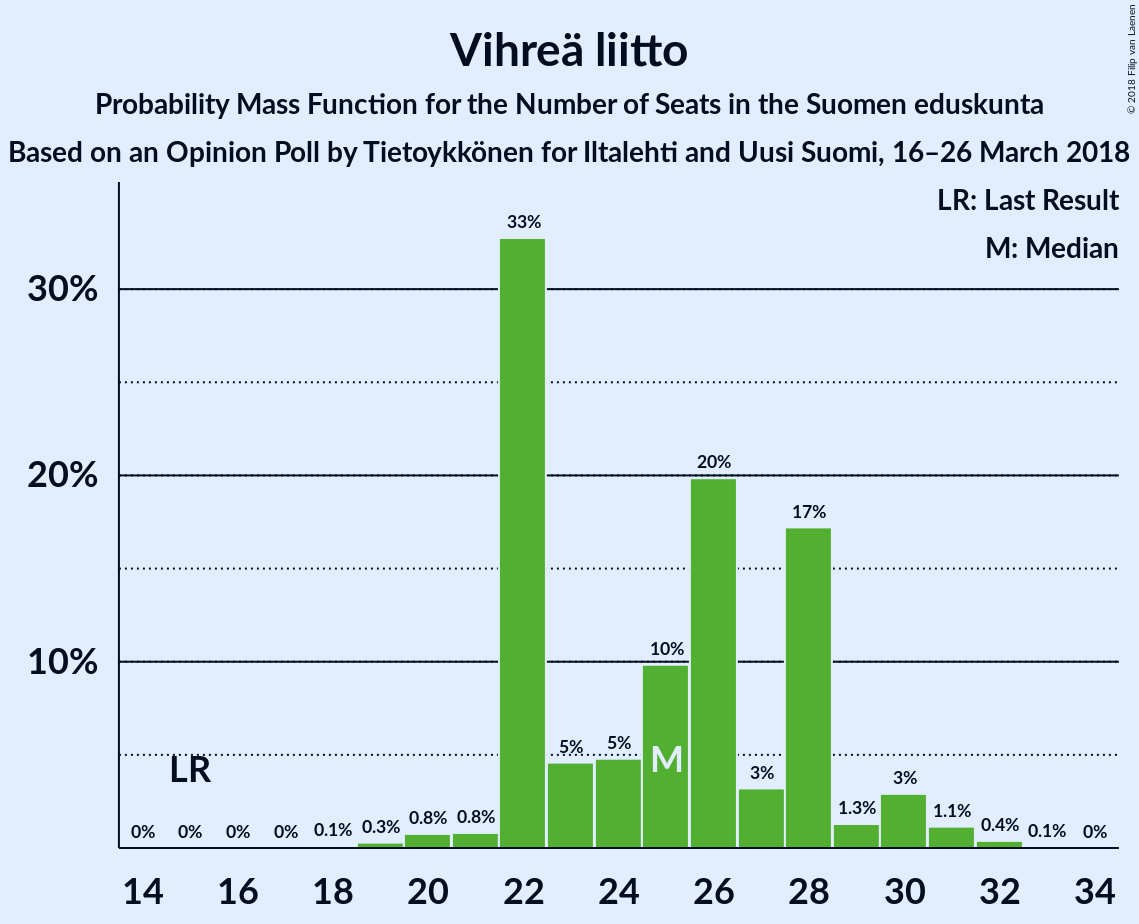 Vihreä liitto
Probability Mass Function for the Number of Seats in the Suomen eduskunta
Based on an Opinion Poll by Tietoykkönen for Iltalehti and Uusi Suomi, 16–26 March 2018
© 2018 Filip van Laenen
LR: Last Result
M: Median
33%
30%
20%
20%
17%
10%
10%
5%
5%
M
LR
3%
3%
0%
0%
0%
0%
0.1%
0.3%
0.8%
0.8%
1.3%
1.1%
0.4%
0.1%
0%
14 16 18 20 22 24 26 28 30 32 34